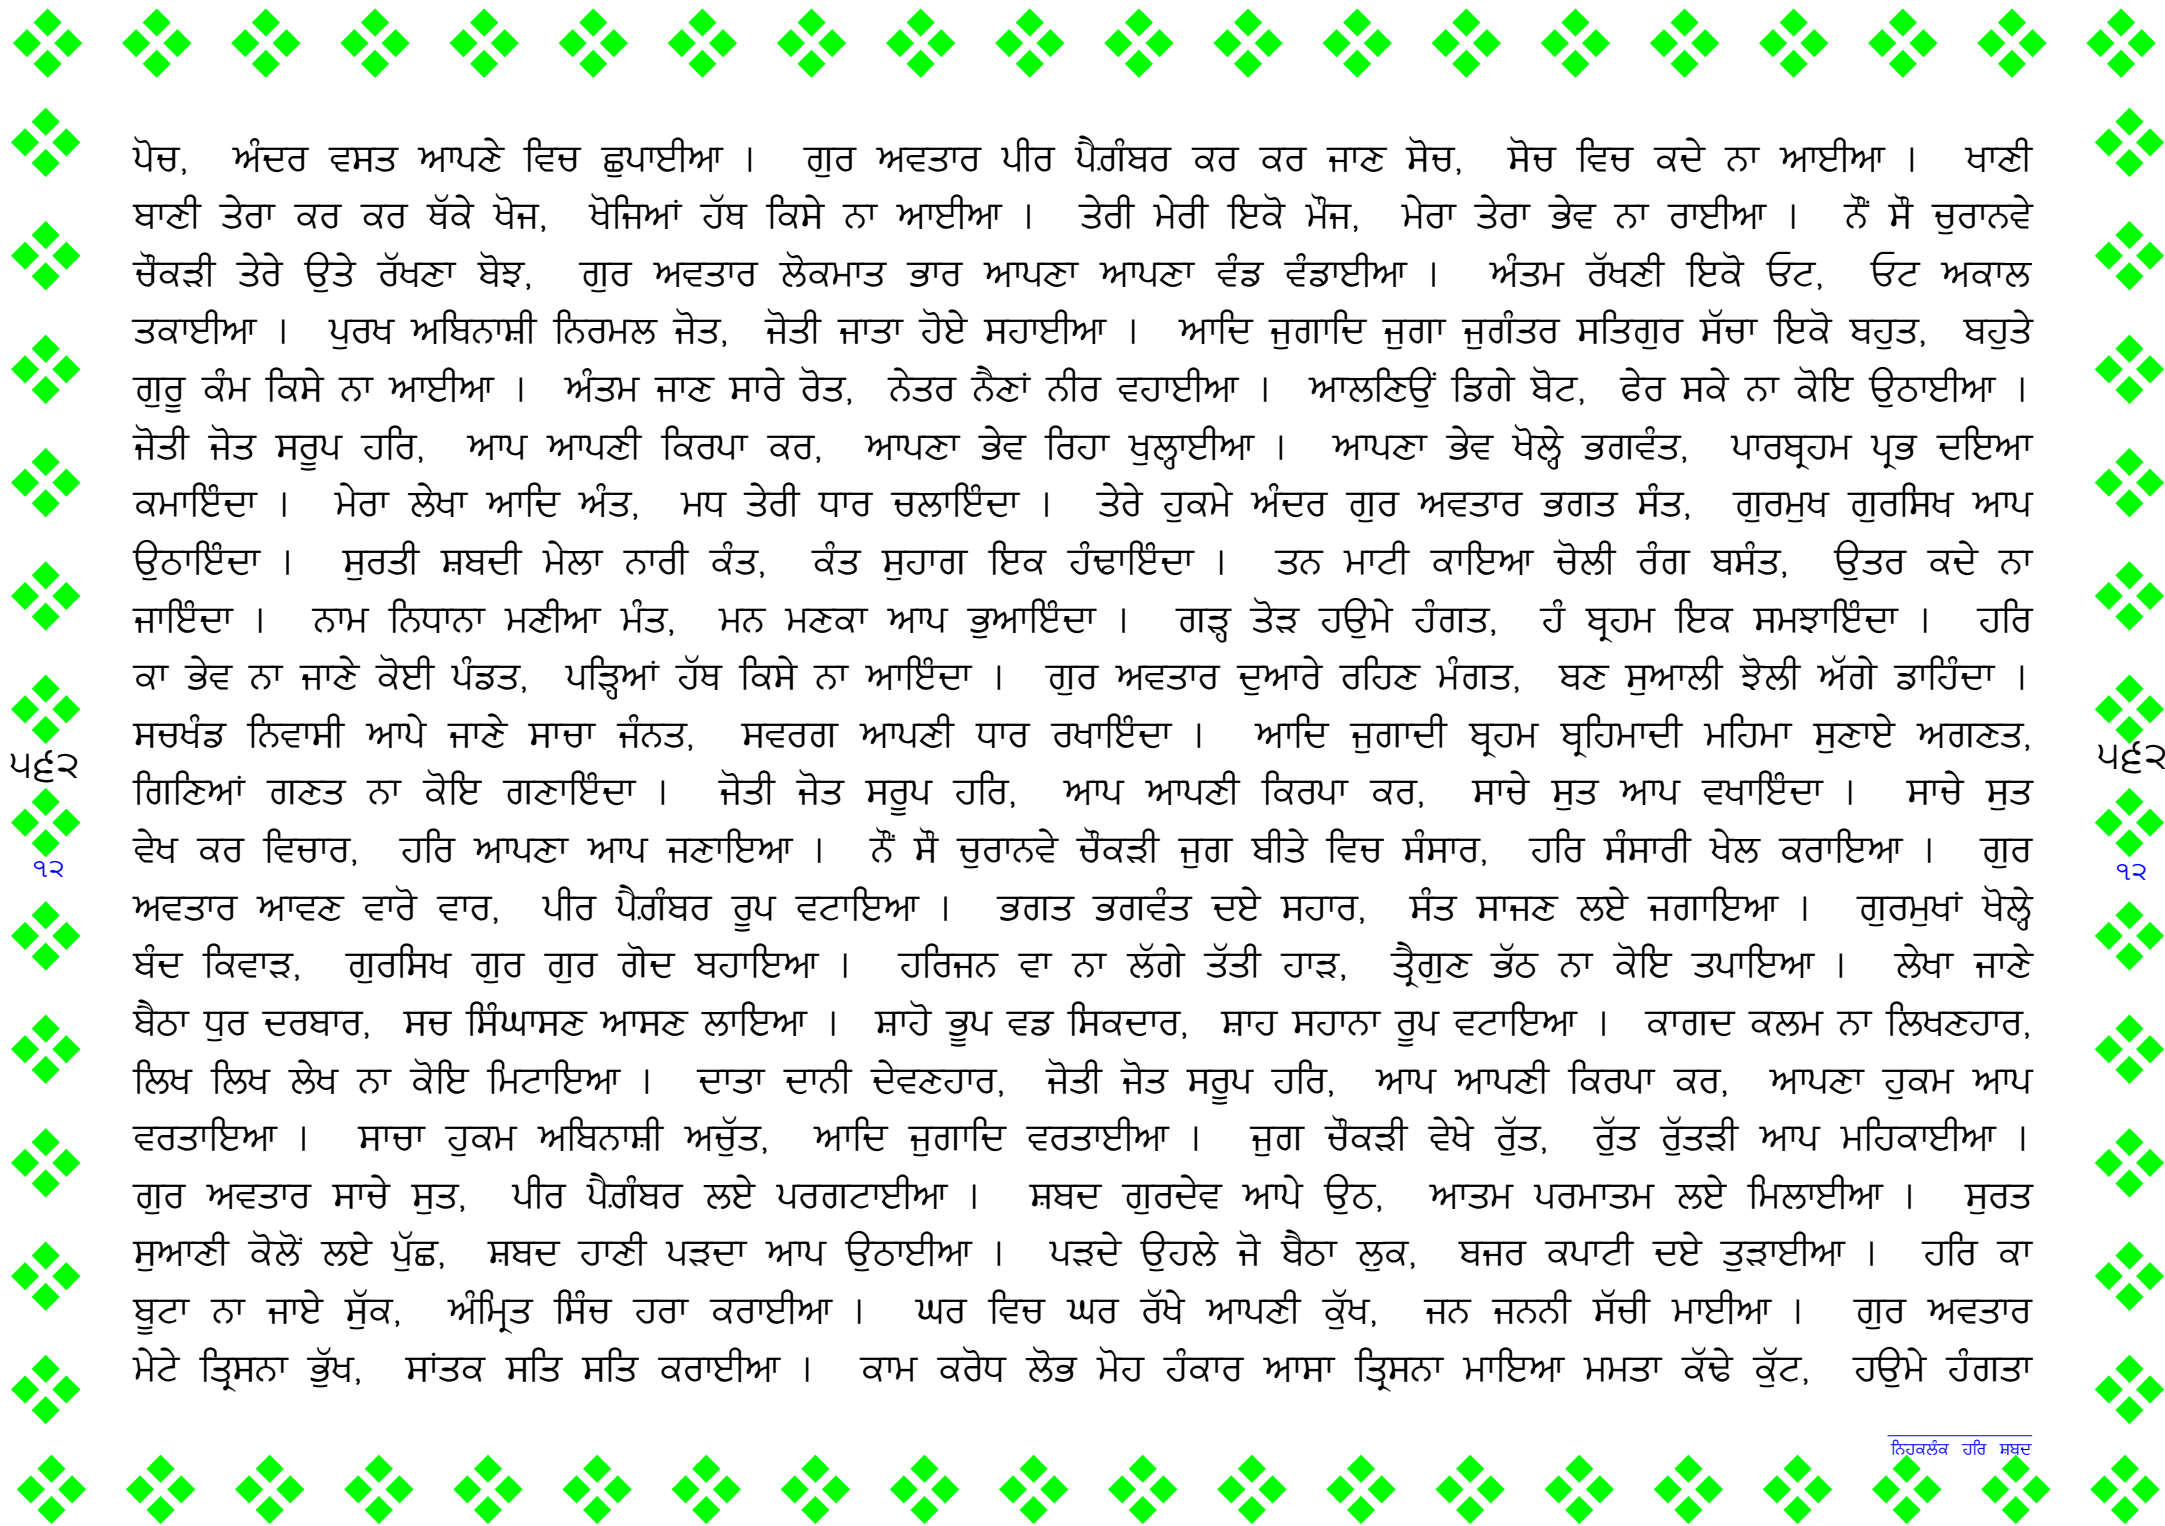 ਪੋਚ, ਅੰਦਰ ਵਸਤ ਆਪਣੇ ਵਿਚ ਛੁਪਾਈਆ । ਗੁਰ ਅਵਤਾਰ ਪੀਰ ਪੈਗ਼ੰਬਰ ਕਰ ਕਰ ਜਾਣ ਸੋਚ, ਸੋਚ ਵਿਚ ਕਦੇ ਨਾ ਆਈਆ । ਖਾਣੀ
ਬਾਣੀ ਤੇਰਾ ਕਰ ਕਰ ਥੱਕੇ ਖੋਜ, ਖੋਜਿਆਂ ਹੱਥ ਕਿਸੇ ਨਾ ਆਈਆ । ਤੇਰੀ ਮੇਰੀ ਇਕੋ ਮੌਜ, ਮੇਰਾ ਤੇਰਾ ਭੇਵ ਨਾ ਰਾਈਆ । ਨੌਂ ਸੌ ਚੁਰਾਨਵੇ
ਚੌਕੜੀ ਤੇਰੇ ਉਤੇ ਰੱਖਣਾ ਬੋਝ, ਗੁਰ ਅਵਤਾਰ ਲੋਕਮਾਤ ਭਾਰ ਆਪਣਾ ਆਪਣਾ ਵੰਡ ਵੰਡਾਈਆ । ਅੰਤਮ ਰੱਖਣੀ ਇਕੋ ਓਟ, ਓਟ ਅਕਾਲ
ਤਕਾਈਆ । ਪੁਰਖ ਅਬਿਨਾਸ਼ੀ ਨਿਰਮਲ ਜੋਤ, ਜੋਤੀ ਜਾਤਾ ਹੋਏ ਸਹਾਈਆ । ਆਦਿ ਜੁਗਾਦਿ ਜੁਗਾ ਜੁਗੰਤਰ ਸਤਿਗੁਰ ਸੱਚਾ ਇਕੋ ਬਹੁਤ, ਬਹੁਤੇ
ਗੁਰੂ ਕੰਮ ਕਿਸੇ ਨਾ ਆਈਆ । ਅੰਤਮ ਜਾਣ ਸਾਰੇ ਰੋਤ, ਨੇਤਰ ਨੈਣਾਂ ਨੀਰ ਵਹਾਈਆ । ਆਲਣਿਉਂ ਡਿਗੇ ਬੋਟ, ਫੇਰ ਸਕੇ ਨਾ ਕੋਇ ਉਠਾਈਆ ।
ਜੋਤੀ ਜੋਤ ਸਰੂਪ ਹਰਿ, ਆਪ ਆਪਣੀ ਕਿਰਪਾ ਕਰ, ਆਪਣਾ ਭੇਵ ਰਿਹਾ ਖੁਲ੍ਹਾਈਆ । ਆਪਣਾ ਭੇਵ ਖੋਲ੍ਹੇ ਭਗਵੰਤ, ਪਾਰਬ੍ਰਹਮ ਪ੍ਰਭ ਦਇਆ
ਕਮਾਇੰਦਾ । ਮੇਰਾ ਲੇਖਾ ਆਦਿ ਅੰਤ, ਮਧ ਤੇਰੀ ਧਾਰ ਚਲਾਇੰਦਾ । ਤੇਰੇ ਹੁਕਮੇ ਅੰਦਰ ਗੁਰ ਅਵਤਾਰ ਭਗਤ ਸੰਤ, ਗੁਰਮੁਖ ਗੁਰਸਿਖ ਆਪ
ਉਠਾਇੰਦਾ । ਸੁਰਤੀ ਸ਼ਬਦੀ ਮੇਲਾ ਨਾਰੀ ਕੰਤ, ਕੰਤ ਸੁਹਾਗ ਇਕ ਹੰਢਾਇੰਦਾ । ਤਨ ਮਾਟੀ ਕਾਇਆ ਚੋਲੀ ਰੰਗ ਬਸੰਤ, ਉਤਰ ਕਦੇ ਨਾ
ਜਾਇੰਦਾ । ਨਾਮ ਨਿਧਾਨਾ ਮਣੀਆ ਮੰਤ, ਮਨ ਮਣਕਾ ਆਪ ਭੁਆਇੰਦਾ । ਗੜ੍ਹ ਤੋੜ ਹਉਮੇ ਹੰਗਤ, ਹੰ ਬ੍ਰਹਮ ਇਕ ਸਮਝਾਇੰਦਾ । ਹਰਿ
ਕਾ ਭੇਵ ਨਾ ਜਾਣੇ ਕੋਈ ਪੰਡਤ, ਪੜ੍ਹਿਆਂ ਹੱਥ ਕਿਸੇ ਨਾ ਆਇੰਦਾ । ਗੁਰ ਅਵਤਾਰ ਦੁਆਰੇ ਰਹਿਣ ਮੰਗਤ, ਬਣ ਸੁਆਲੀ ਝੋਲੀ ਅੱਗੇ ਡਾਹਿੰਦਾ ।
ਸਚਖੰਡ ਨਿਵਾਸੀ ਆਪੇ ਜਾਣੇ ਸਾਚਾ ਜੰਨਤ, ਸਵਰਗ ਆਪਣੀ ਧਾਰ ਰਖਾਇੰਦਾ । ਆਦਿ ਜੁਗਾਦੀ ਬ੍ਰਹਮ ਬ੍ਰਹਿਮਾਦੀ ਮਹਿਮਾ ਸੁਣਾਏ ਅਗਣਤ,
ਗਿਣਿਆਂ ਗਣਤ ਨਾ ਕੋਇ ਗਣਾਇੰਦਾ । ਜੋਤੀ ਜੋਤ ਸਰੂਪ ਹਰਿ, ਆਪ ਆਪਣੀ ਕਿਰਪਾ ਕਰ, ਸਾਚੇ ਸੁਤ ਆਪ ਵਖਾਇੰਦਾ । ਸਾਚੇ ਸੁਤ
ਵੇਖ ਕਰ ਵਿਚਾਰ, ਹਰਿ ਆਪਣਾ ਆਪ ਜਣਾਇਆ । ਨੌਂ ਸੌ ਚੁਰਾਨਵੇ ਚੌਕੜੀ ਜੁਗ ਬੀਤੇ ਵਿਚ ਸੰਸਾਰ, ਹਰਿ ਸੰਸਾਰੀ ਖੇਲ ਕਰਾਇਆ । ਗੁਰ
ਅਵਤਾਰ ਆਵਣ ਵਾਰੋ ਵਾਰ, ਪੀਰ ਪੈਗ਼ੰਬਰ ਰੂਪ ਵਟਾਇਆ । ਭਗਤ ਭਗਵੰਤ ਦਏ ਸਹਾਰ, ਸੰਤ ਸਾਜਣ ਲਏ ਜਗਾਇਆ । ਗੁਰਮੁਖਾਂ ਖੋਲ੍ਹੇ
ਬੰਦ ਕਿਵਾੜ, ਗੁਰਸਿਖ ਗੁਰ ਗੁਰ ਗੋਦ ਬਹਾਇਆ । ਹਰਿਜਨ ਵਾ ਨਾ ਲੱਗੇ ਤੱਤੀ ਹਾੜ, ਤ੍ਰੈਗੁਣ ਭੱਠ ਨਾ ਕੋਇ ਤਪਾਇਆ । ਲੇਖਾ ਜਾਣੇ
ਬੈਠਾ ਧੁਰ ਦਰਬਾਰ, ਸਚ ਸਿੰਘਾਸਣ ਆਸਣ ਲਾਇਆ । ਸ਼ਾਹੋ ਭੂਪ ਵਡ ਸਿਕਦਾਰ, ਸ਼ਾਹ ਸਹਾਨਾ ਰੂਪ ਵਟਾਇਆ । ਕਾਗਦ ਕਲਮ ਨਾ ਲਿਖਣਹਾਰ,
ਲਿਖ ਲਿਖ ਲੇਖ ਨਾ ਕੋਇ ਮਿਟਾਇਆ । ਦਾਤਾ ਦਾਨੀ ਦੇਵਣਹਾਰ, ਜੋਤੀ ਜੋਤ ਸਰੂਪ ਹਰਿ, ਆਪ ਆਪਣੀ ਕਿਰਪਾ ਕਰ, ਆਪਣਾ ਹੁਕਮ ਆਪ
ਵਰਤਾਇਆ । ਸਾਚਾ ਹੁਕਮ ਅਬਿਨਾਸ਼ੀ ਅਚੁੱਤ, ਆਦਿ ਜੁਗਾਦਿ ਵਰਤਾਈਆ । ਜੁਗ ਚੌਕੜੀ ਵੇਖੇ ਰੁੱਤ, ਰੁੱਤ ਰੁੱਤੜੀ ਆਪ ਮਹਿਕਾਈਆ ।
ਗੁਰ ਅਵਤਾਰ ਸਾਚੇ ਸੁਤ, ਪੀਰ ਪੈਗ਼ੰਬਰ ਲਏ ਪਰਗਟਾਈਆ । ਸ਼ਬਦ ਗੁਰਦੇਵ ਆਪੇ ਉਠ, ਆਤਮ ਪਰਮਾਤਮ ਲਏ ਮਿਲਾਈਆ । ਸੁਰਤ
ਸੁਆਣੀ ਕੋਲੋਂ ਲਏ ਪੁੱਛ, ਸ਼ਬਦ ਹਾਣੀ ਪੜਦਾ ਆਪ ਉਠਾਈਆ । ਪੜਦੇ ਉਹਲੇ ਜੋ ਬੈਠਾ ਲੁਕ, ਬਜਰ ਕਪਾਟੀ ਦਏ ਤੁੜਾਈਆ । ਹਰਿ ਕਾ
ਬੂਟਾ ਨਾ ਜਾਏ ਸੁੱਕ, ਅੰਮ੍ਰਿਤ ਸਿੰਚ ਹਰਾ ਕਰਾਈਆ । ਘਰ ਵਿਚ ਘਰ ਰੱਖੇ ਆਪਣੀ ਕੁੱਖ, ਜਨ ਜਨਨੀ ਸੱਚੀ ਮਾਈਆ । ਗੁਰ ਅਵਤਾਰ
ਮੇਟੇ ਤ੍ਰਿਸਨਾ ਭੁੱਖ, ਸਾਂਤਕ ਸਤਿ ਸਤਿ ਕਰਾਈਆ । ਕਾਮ ਕਰੋਧ ਲੋਭ ਮੋਹ ਹੰਕਾਰ ਆਸਾ ਤ੍ਰਿਸਨਾ ਮਾਇਆ ਮਮਤਾ ਕੱਢੇ ਕੁੱਟ, ਹਉਮੇ ਹੰਗਤਾ
੫੬੨
੧੨
੫੬੨
੧੨
ਨਿਹਕਲੰਕ ਹਰਿ ਸ਼ਬਦ